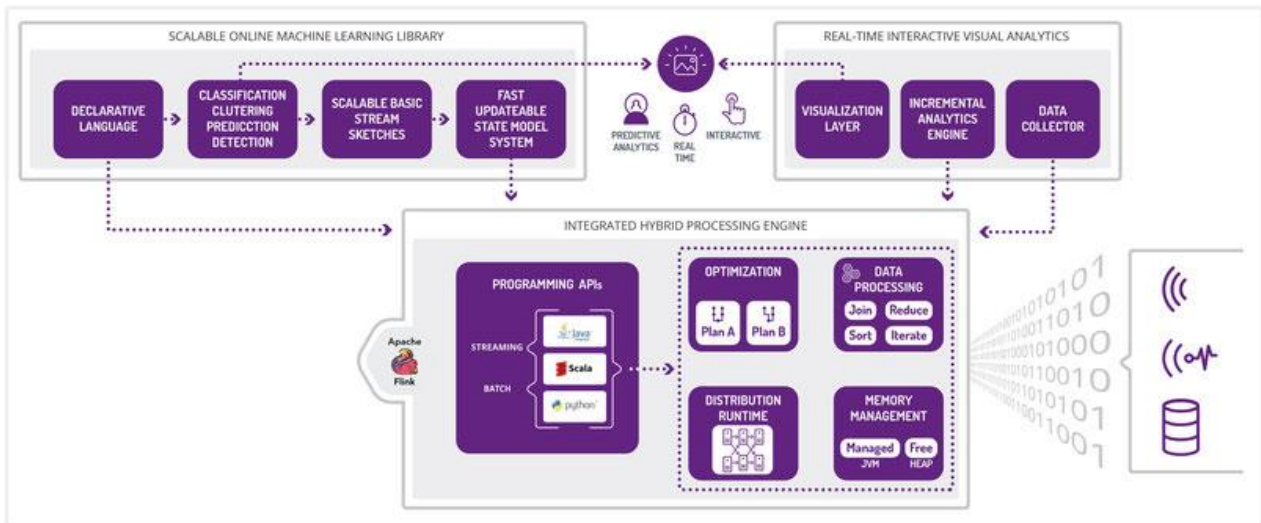 SCALABLE ONLINE MACHINE LEARNING LIBRARY
DECLARATIVE
LANGUAGE
CLASSIFICATION
CLUTERING
PREDICCTION
DETECTION
SCALABLE BASIC
STREAM
SKETCHES
FAST
UPDATEABLE
STATE MODEL
SYSTEM
PREDICTIVE
ANALYTICS
REAL
TIME
INTERACTIVE
REAL-TIME INTERACTIVE VISUAL ANALYTICS
VISUALIZATION
LAYER
INCREMENTAL
ANALYTICS
ENGINE
DATA
COLLECTOR
INTEGRATED HYBRID PROCESSING ENGINE
Apache
Flink
PROGRAMMING APIs
STREAMING
BATCH
Java
Scala
python
OPTIMIZATION
Plan A
Plan B
DATA
PROCESSING
Join
Reduce
Sort
Iterate
DISTRIBUTION
RUNTIME
MEMORY
MANAGEMENT
Managed
JVM
Free
HEAP